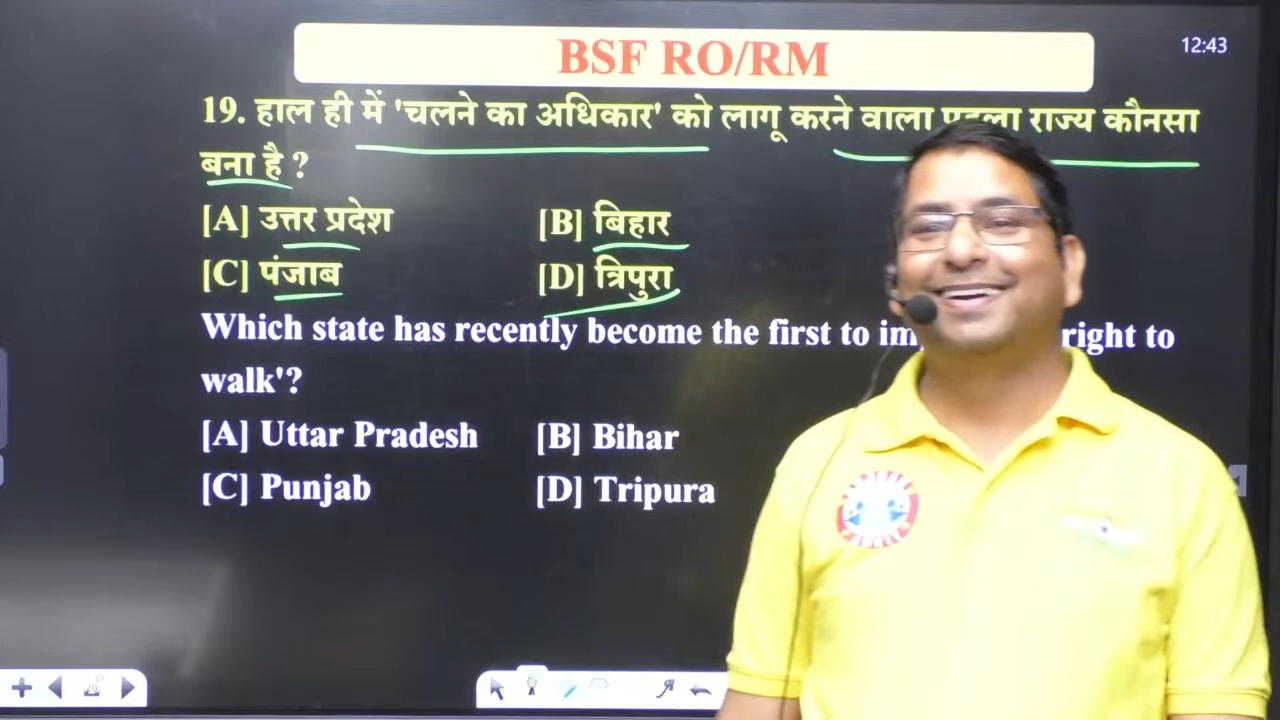 BSF RO/RM
12:43
19. हाल ही में 'चलने का अधिकार' को लागू करने वाला पहला राज्य कौनसा
बना है ?
[A] उत्तर प्रदेश [B] बिहार
[C] पंजाब [D] त्रिपुरा
Which state has recently become the first to right to
walk'?
[A] Uttar Pradesh [B] Bihar
[C] Punjab [D] Tripura